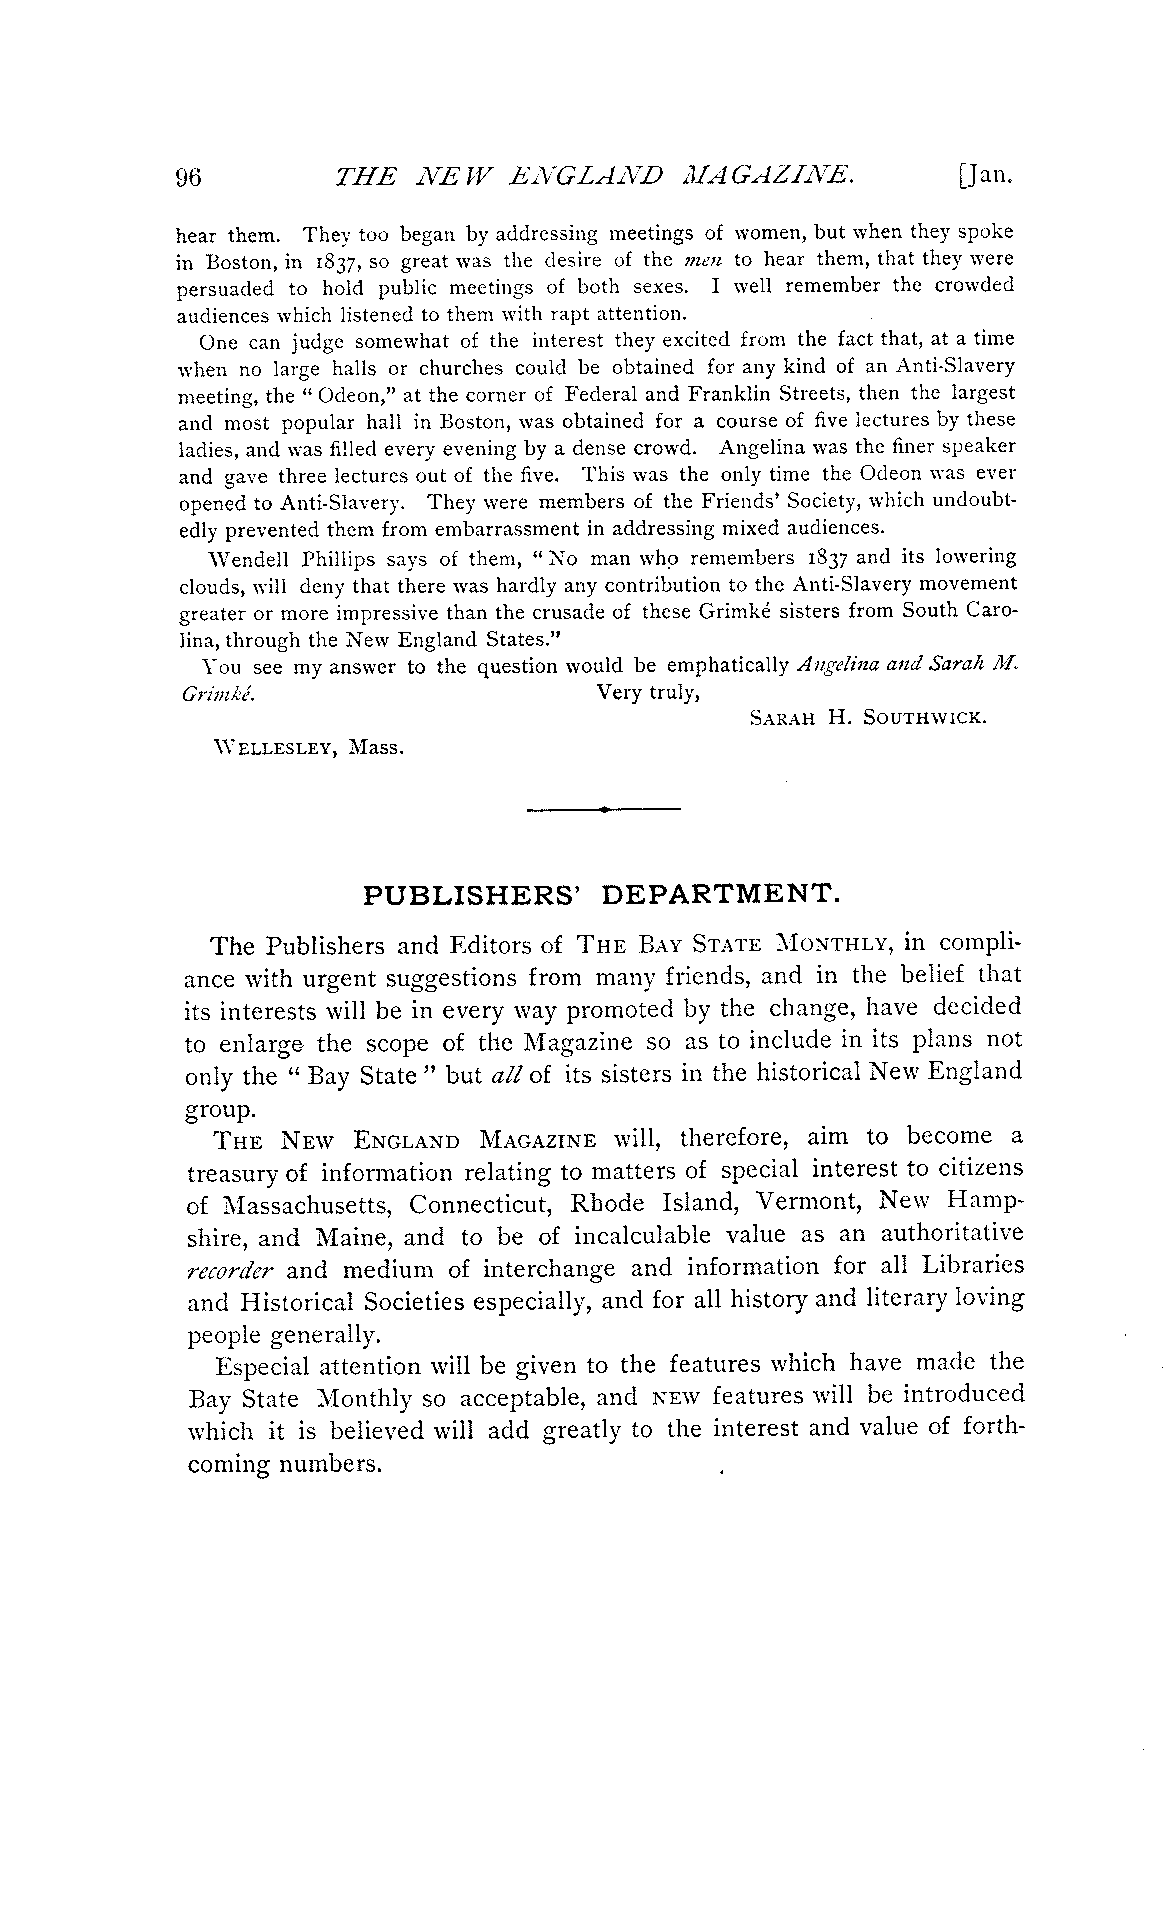 96 THE NEW ENGLAND MAGAZINE. [Jan.
hear them. They too began by addressing meetings of women, but when they spoke
in Boston, in 1837, so great was the desire of the men to hear them, that they were
persuaded to hold public meetings of both sexes. I well remember the crowded
audiences which listened to them with rapt attention.
One can judge somewhat of the interest they excited from the fact that, at a time
when no large halls or churches could be obtained for any kind of an Anti-Slavery
meeting, the "Odeon," at the corner of Federal and Franklin Streets, then the largest
and most popular hall in Boston, was obtained for a course of five lectures by these
ladies, and was filled every evening by a dense crowd. Angelina was the finer speaker
and gave three lectures out of the five. This was the only time the Odeon was ever
opened to Anti-Slavery. They were members of the Friends' Society, which undoubt-
edly prevented them from embarrassment in addressing mixed audiences.
Wendell Phillips says of them, "No man who remembers 1837 and its lowering
clouds, will deny that there was hardly any contribution to the Anti-Slavery movement
greater or more impressive than the crusade of these Grimké sisters from South Caro-
lina, through the New England States."
You see my answer to the question would be emphatically Angelina and Sarah M.
Grimké. Very truly,
SARAH H. SOUTHWICK.
WELLESLEY, Mass.
PUBLISHERS' DEPARTMENT.
The Publishers and Editors of THE BAY STATE MONTHLY, in compli-
ance with urgent suggestions from many friends, and in the belief that
its interests will be in every way promoted by the change, have decided
to enlarge the scope of the Magazine so as to include in its plans not
only the "Bay State" but all of its sisters in the historical New England
group.
THE NEW ENGLAND MAGAZINE will, therefore, aim to become a
treasury of information relating to matters of special interest to citizens
of Massachusetts, Connecticut, Rhode Island, Vermont, New Hamp-
shire, and Maine, and to be of incalculable value as an authoritative
recorder and medium of interchange and information for all Libraries
and Historical Societies especially, and for all history and literary loving
people generally.
Especial attention will be given to the features which have made the
Bay State Monthly so acceptable, and NEW features will be introduced
which it is believed will add greatly to the interest and value of forth-
coming numbers.